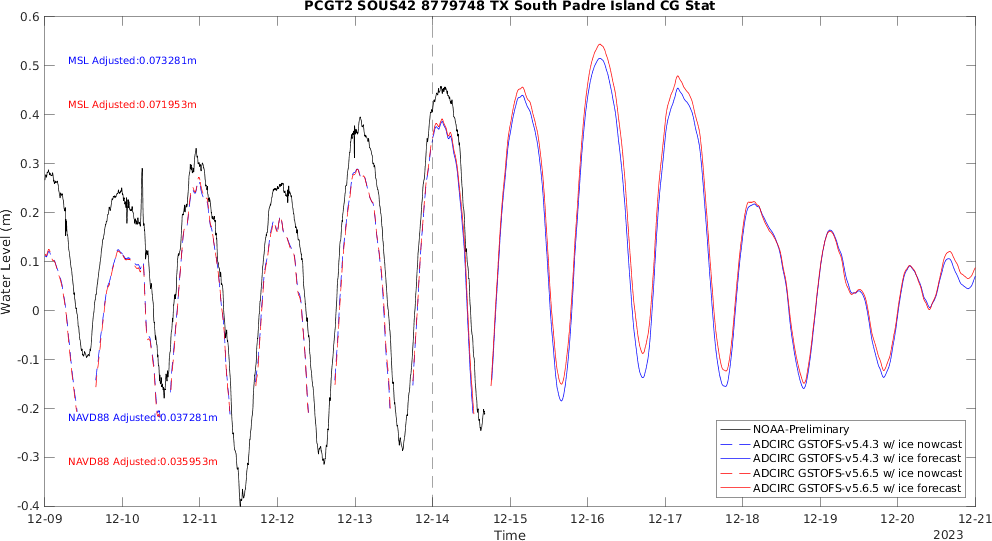 PCGT2 SOUS42 8779748 TX South Padre Island CG Stat
0.6
0.5
0.4
0.3
0.2
0.1
0
-0.1
-0.2
-0.3
-0.4
Water Level (m)
MSL Adjusted:0.073281m
MSL Adjusted:0.071953m
NAVD88 Adjusted:0.037281m
NAVD88 Adjusted:0.035953m
NOAA-Preliminary
ADCIRC GSTOFS-v5.4.3 w/ ice nowcast
ADCIRC GSTOFS-v5.4.3 w/ ice forecast
ADCIRC GSTOFS-v5.6.5 w/ ice nowcast
ADCIRC GSTOFS-v5.6.5 w/ ice forecast
12-09 12-10 12-11 12-12 12-13 12-14 12-15 12-16 12-17 12-18 12-19 12-20 12-21
Time
2023